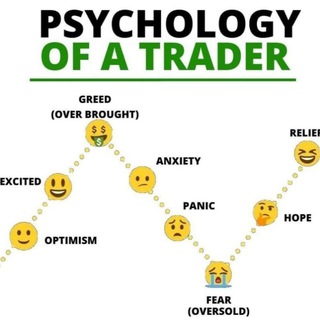 PSYCHOLOGY
OF A TRADER
GREED
(OVER BROUGHT)
RELIEF
ANXIETY
EXCITED
PANIC
HOPE
OPTIMISM
FEAR
(OVERSOLD)